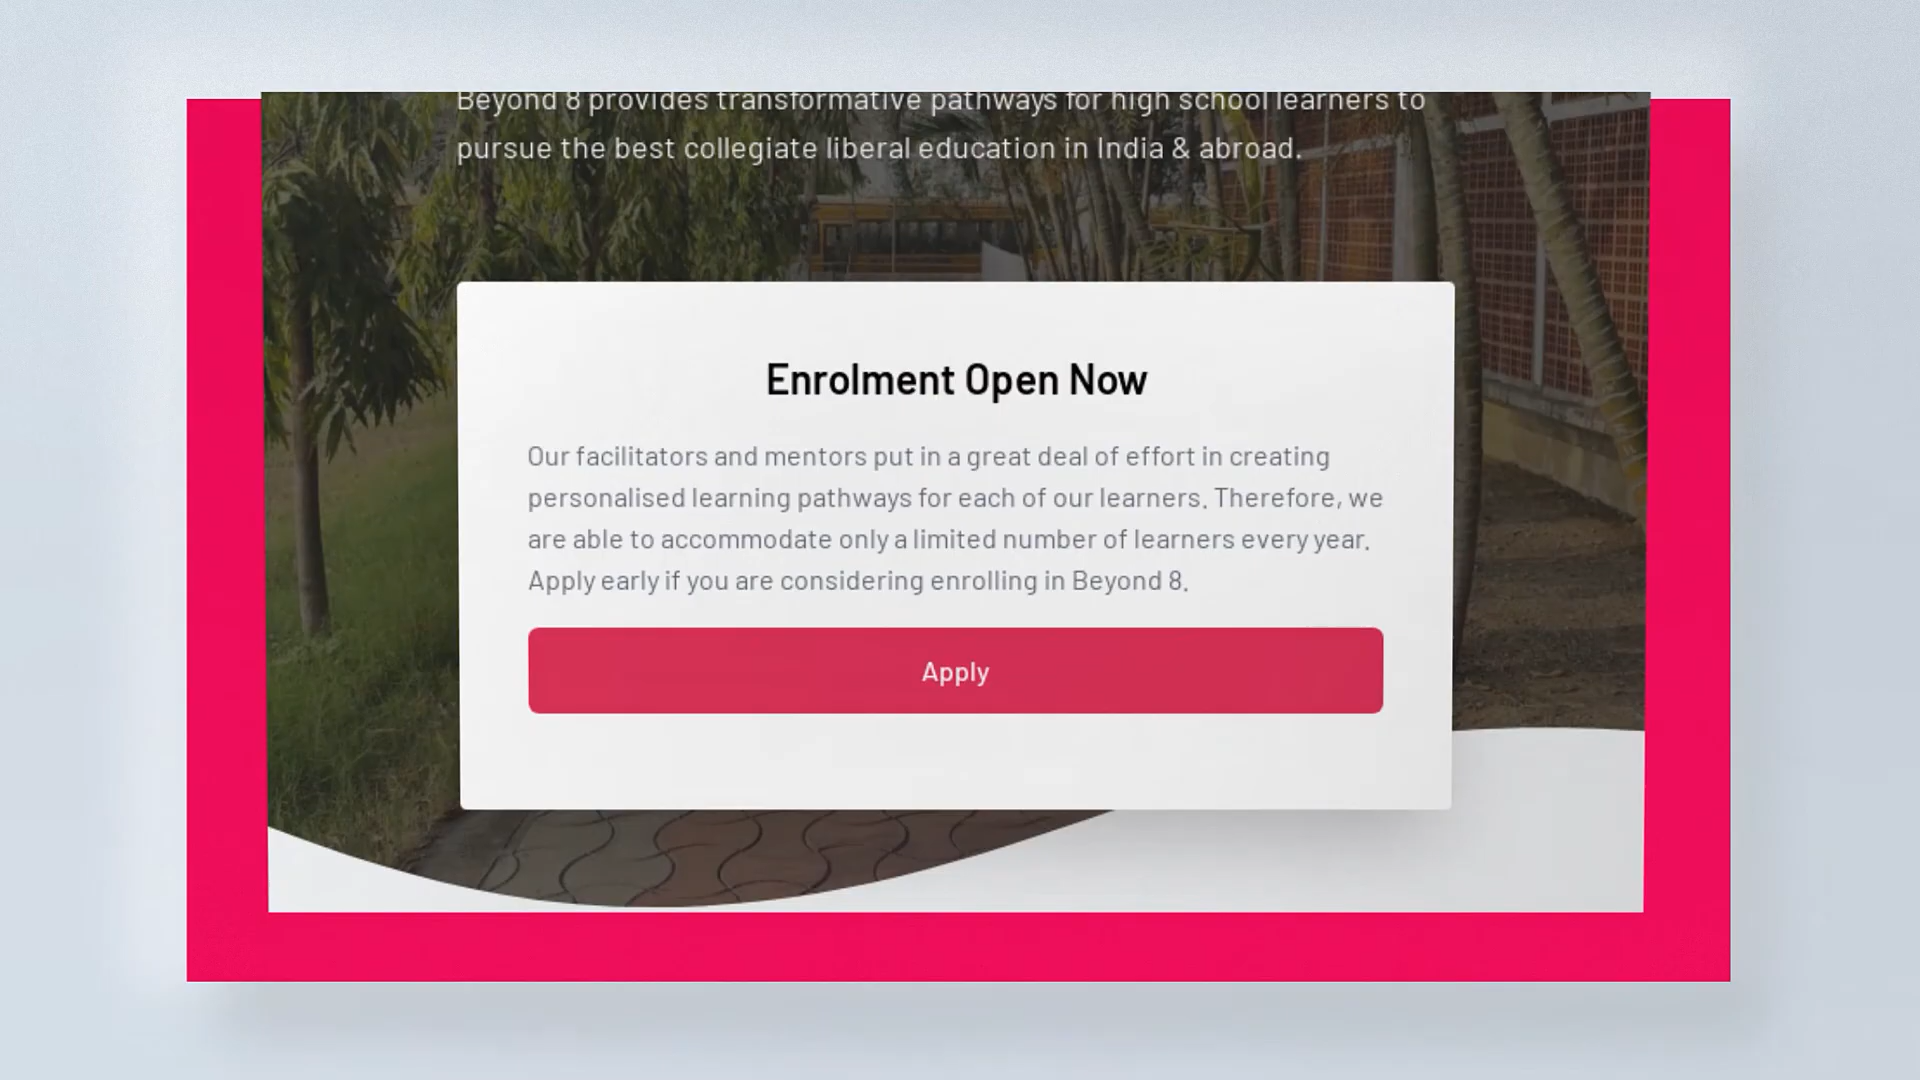 Beyond 8 provides transformative pathways for high school learners to
pursue the best collegiate liberal education in India & abroad.
Enrolment Open Now
Our facilitators and mentors put in a great deal of effort in creating
personalised learning pathways for each of our learners. Therefore, we
are able to accommodate only a limited number of learners every year.
Apply early if you are considering enrolling in Beyond 8.
Apply